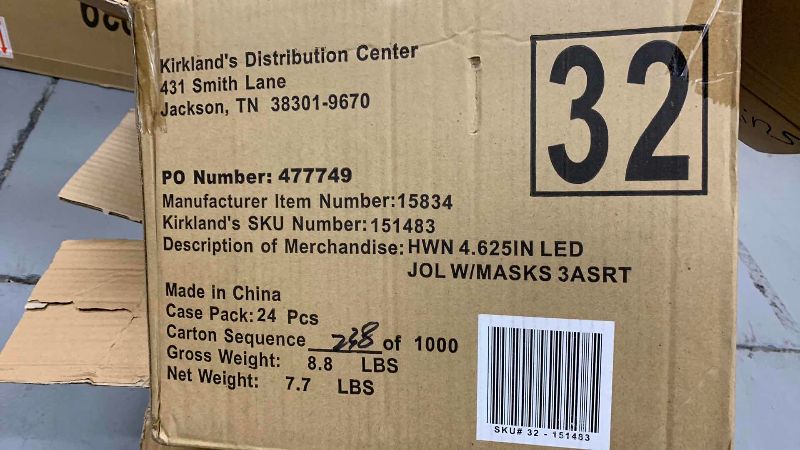 Kirkland's Distribution Center
431 Smith Lane
Jackson, TN 38301-9670
32
PO Number: 477749
Manufacturer Item Number:15834
Kirkland's SKU Number:151483
Description of Merchandise: HWN 4.625IN LED
JOL W/MASKS 3ASRT
Made in China
Case Pack: 24 Pcs
Carton Sequence 238 of 1000
Gross Weight: 8.8 LBS
Net Weight: 7.7 LBS
SKU# 32 - 151483